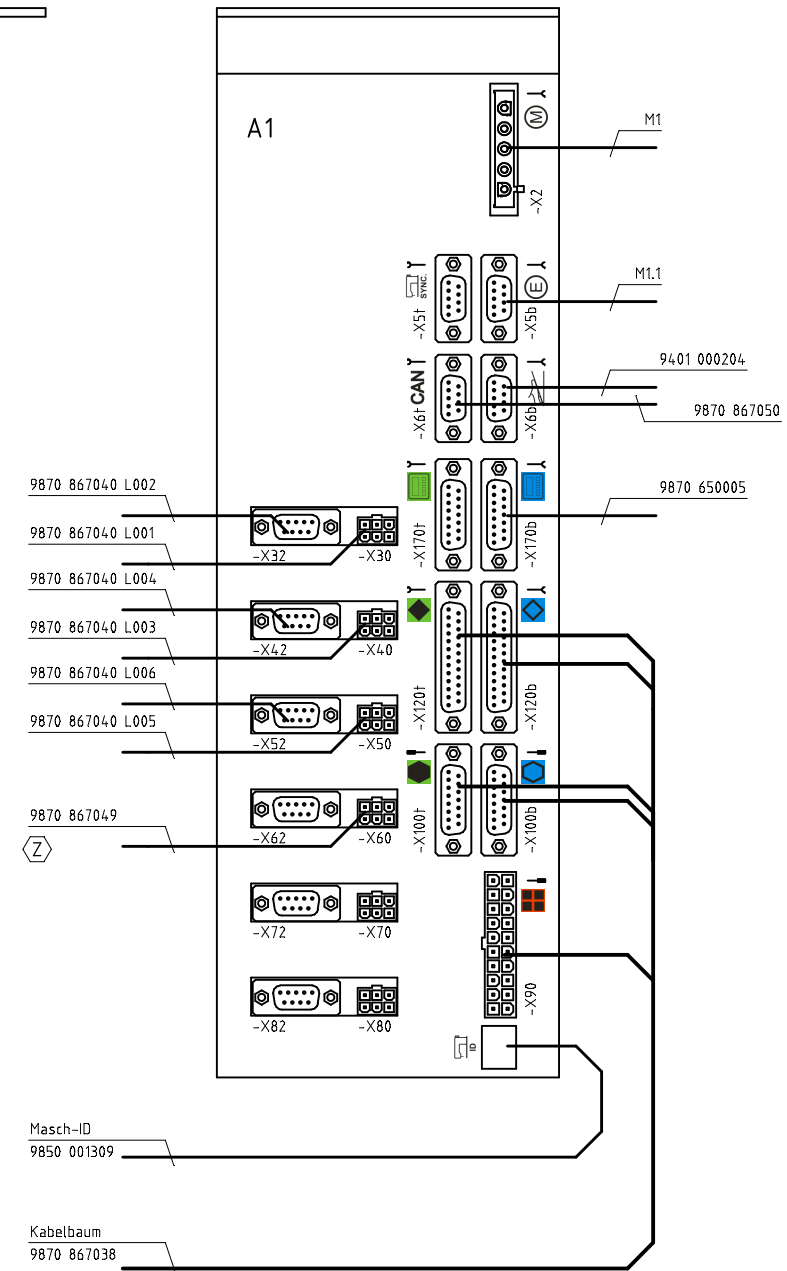 A1
M
-X2
M1
SYNC.
-X5t
E
-X5b
M1.1
CAN
-X6t
-X6b
9401 000204
9870 867050
-X170t
-X170b
9870 650005
9870 867040 L002
9870 867040 L001
-X32
-X30
9870 867040 L004
9870 867040 L003
-X42
-X40
-X120t
-X120b
9870 867040 L006
9870 867040 L005
-X52
-X50
9870 867049
Z
-X62
-X60
-X100t
-X100b
-X72
-X70
-X90
-X82
-X80
ID
Masch-ID
9850 001309
Kabelbaum
9870 867038